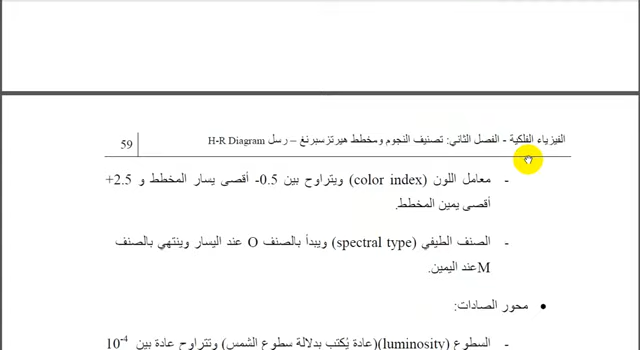 الفيزياء الفلكية - الفصل الثاني: تصنيف النجوم ومخطط هيرتزسبرنغ – رسل H-R Diagram 59
- معامل اللون (color index) ويتراوح بين 0.5- أقصى يسار المخطط و 2.5+
أقصى يمين المخطط.
- الصنف الطيفي (spectral type) ويبدأ بالصنف O عند اليسار وينتهي بالصنف
M عند اليمين.
• محور الصادات:
- السطوع (luminosity)(عادة يُكتب بدلالة سطوع الشمس) وتتراوح عادة بين 10⁻⁴